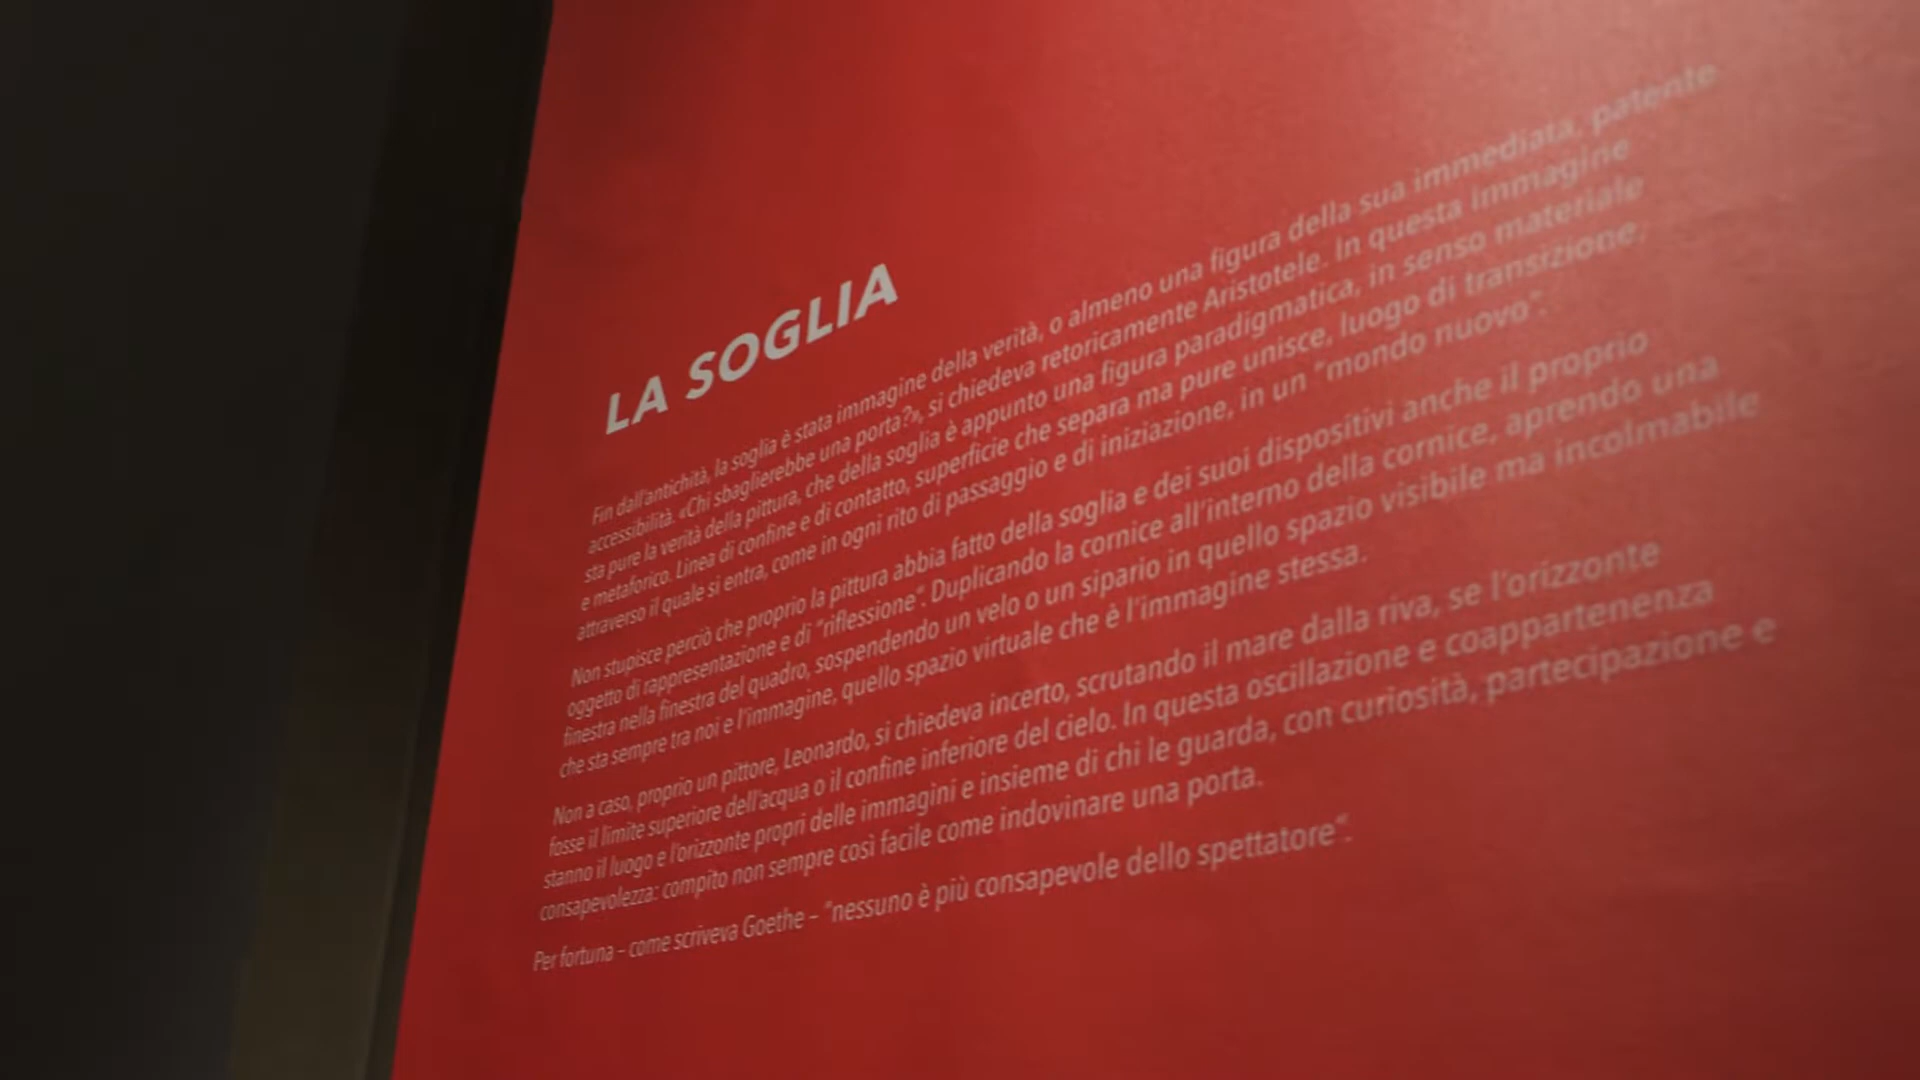 LA SOGLIA
Fin dall'antichità, la soglia è stata immagine della verità, o almeno una figura della sua immediata, patente
accessibilità. «Chi sbaglierebbe una porta?», si chiedeva retoricamente Aristotele. In questa immagine
sta pure la verità della pittura, che della soglia è appunto una figura paradigmatica, in senso materiale
e metaforico. Linea di confine e di contatto, superficie che separa ma pure unisce, luogo di transizione,
attraverso il quale si entra, come in ogni rito di passaggio e di iniziazione, in un "mondo nuovo".
Non stupisce perciò che proprio la pittura abbia fatto della soglia e dei suoi dispositivi anche il proprio
oggetto di rappresentazione e di "riflessione". Duplicando la cornice all'interno della cornice, aprendo una
finestra nella finestra del quadro, sospendendo un velo o un sipario in quello spazio visibile ma incolmabile
che sta sempre tra noi e l'immagine, quello spazio virtuale che è l'immagine stessa.
Non a caso, proprio un pittore, Leonardo, si chiedeva incerto, scrutando il mare dalla riva, se l'orizzonte
fosse il limite superiore dell'acqua o il confine inferiore del cielo. In questa oscillazione e coappartenenza
stanno il luogo e l'orizzonte propri delle immagini e insieme di chi le guarda, con curiosità, partecipazione e
consapevolezza: compito non sempre così facile come indovinare una porta.
Per fortuna – come scriveva Goethe – "nessuno è più consapevole dello spettatore".